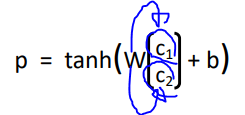 p = tanh(W[c₁ c₂] + b)